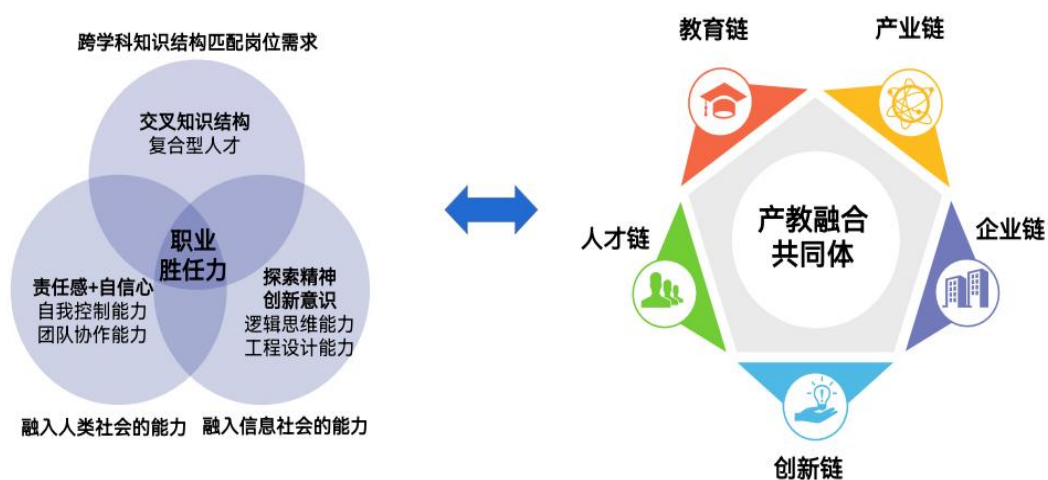 跨学科知识结构匹配岗位需求
交叉知识结构
复合型人才
职业
胜任力
责任感+自信心
自我控制能力
团队协作能力
探索精神
创新意识
逻辑思维能力
工程设计能力
融入人类社会的能力
融入信息社会的能力
教育链
产业链
人才链
产教融合
共同体
企业链
创新链